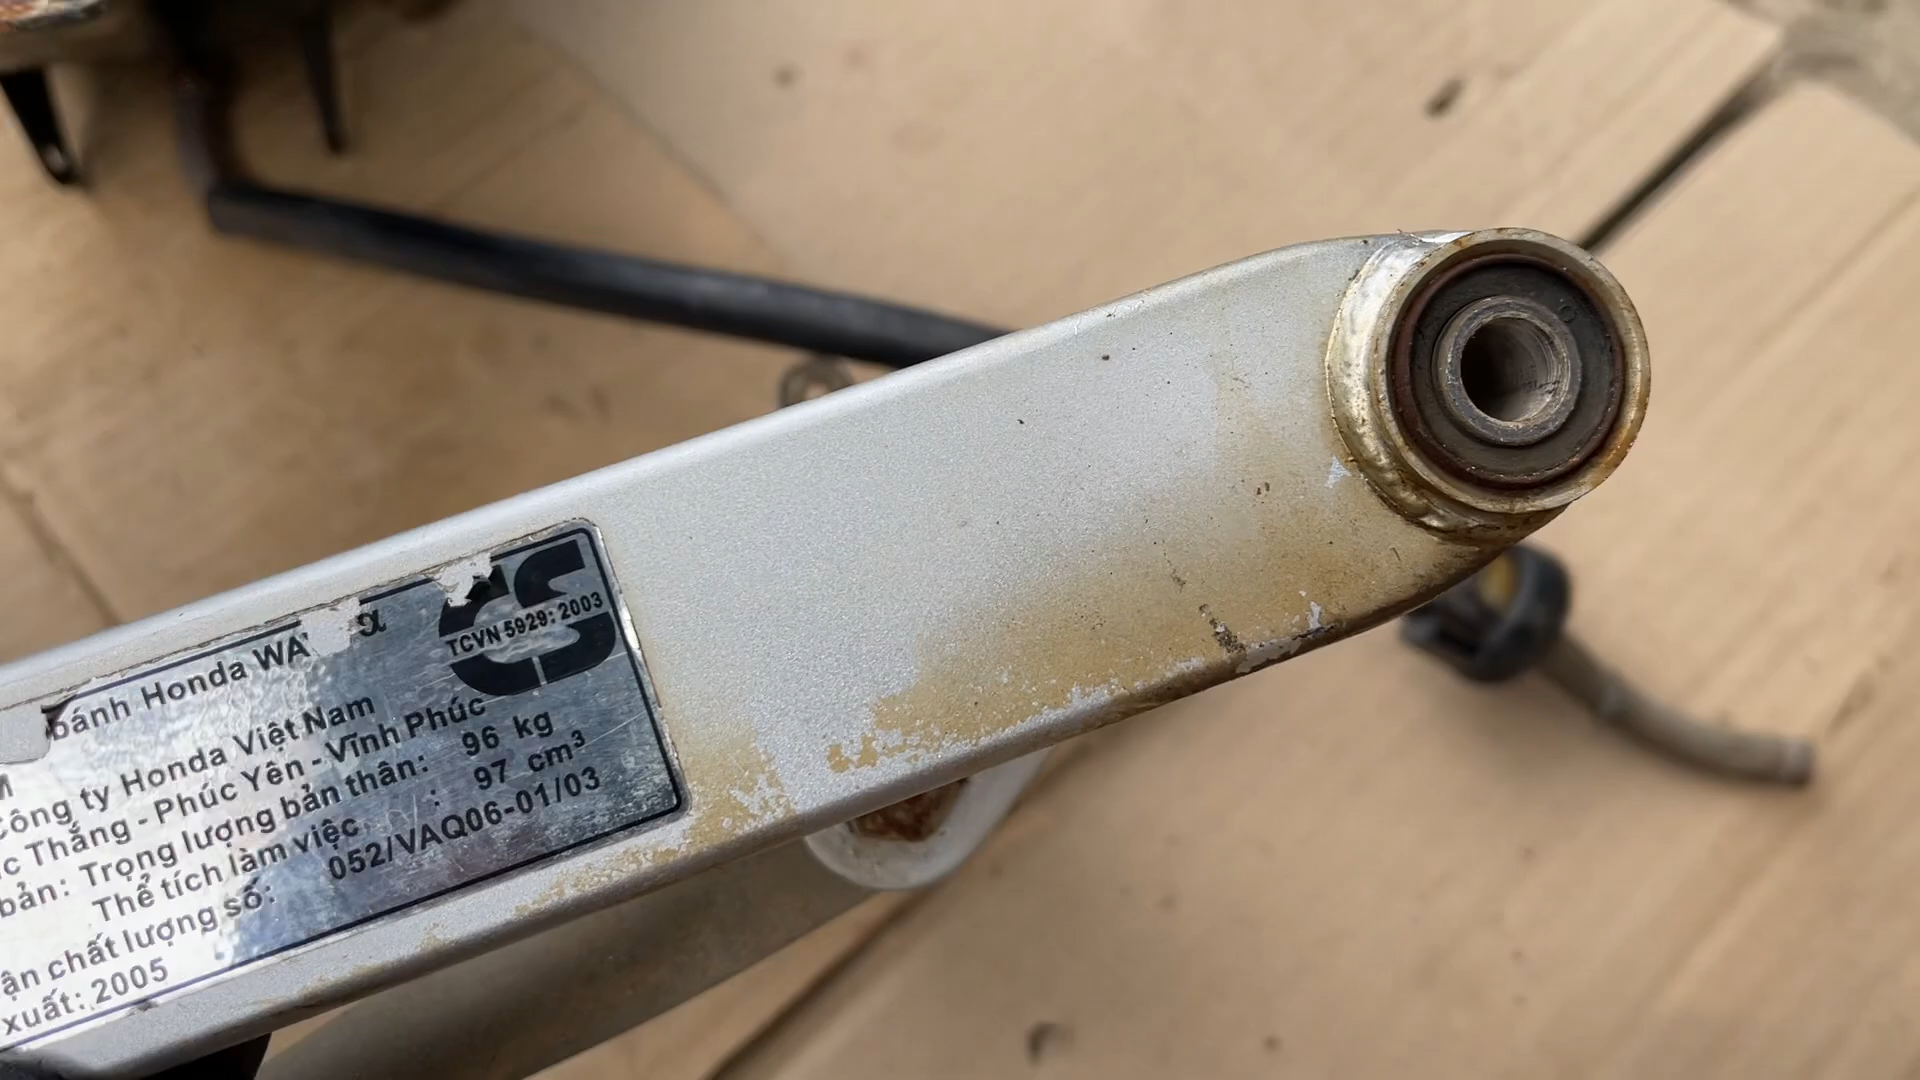 bánh Honda WA α
TCVN 5929: 2003
M
Công ty Honda Việt Nam
Phúc Thắng - Phúc Yên - Vĩnh Phúc
bản: Trọng lượng bản thân: 96 kg
Thể tích làm việc : 97 cm³
ận chất lượng số: 052/VAQ06-01/03
xuất: 2005